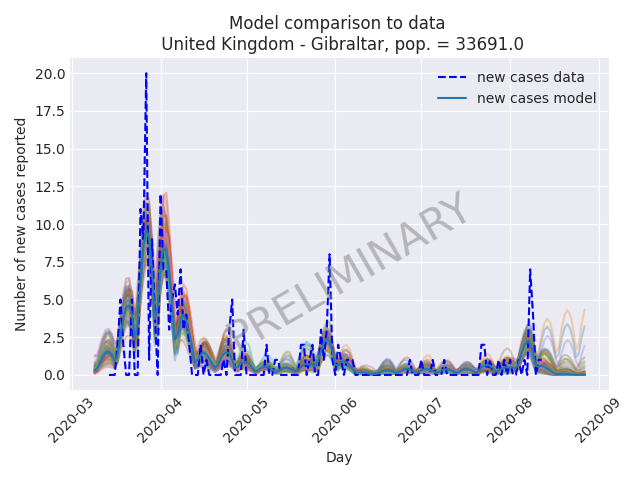 Model comparison to data
United Kingdom - Gibraltar, pop. = 33691.0
new cases data
new cases model
Number of new cases reported
20.0
17.5
15.0
12.5
10.0
7.5
5.0
2.5
0.0
PRELIMINARY
2020-03
2020-04
2020-05
2020-06
2020-07
2020-08
2020-09
Day